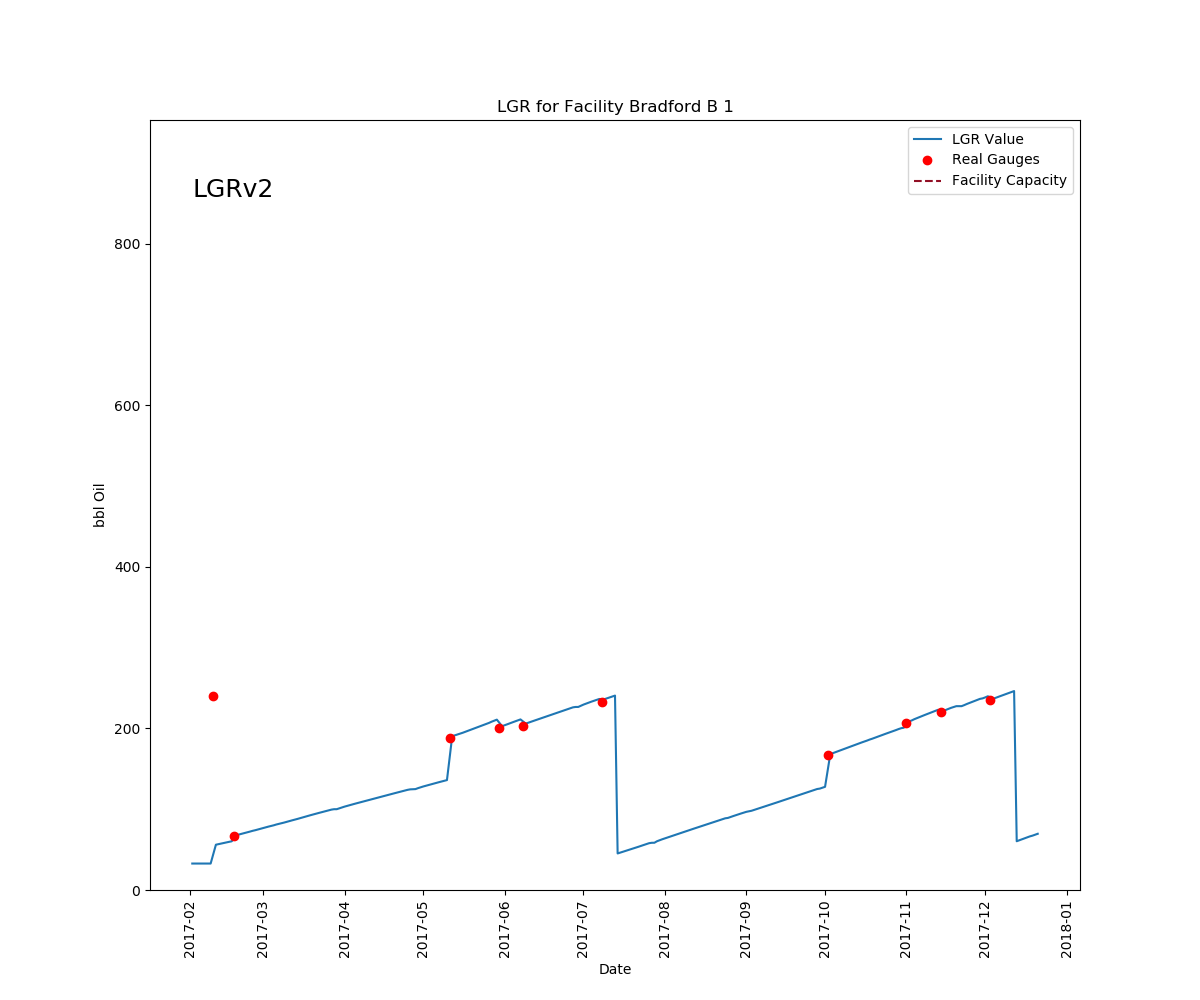 LGR for Facility Bradford B 1
LGR Value
Real Gauges
Facility Capacity
LGRv2
800
600
400
200
0
bbl Oil
2017-02
2017-03
2017-04
2017-05
2017-06
2017-07
2017-08
2017-09
2017-10
2017-11
2017-12
2018-01
Date